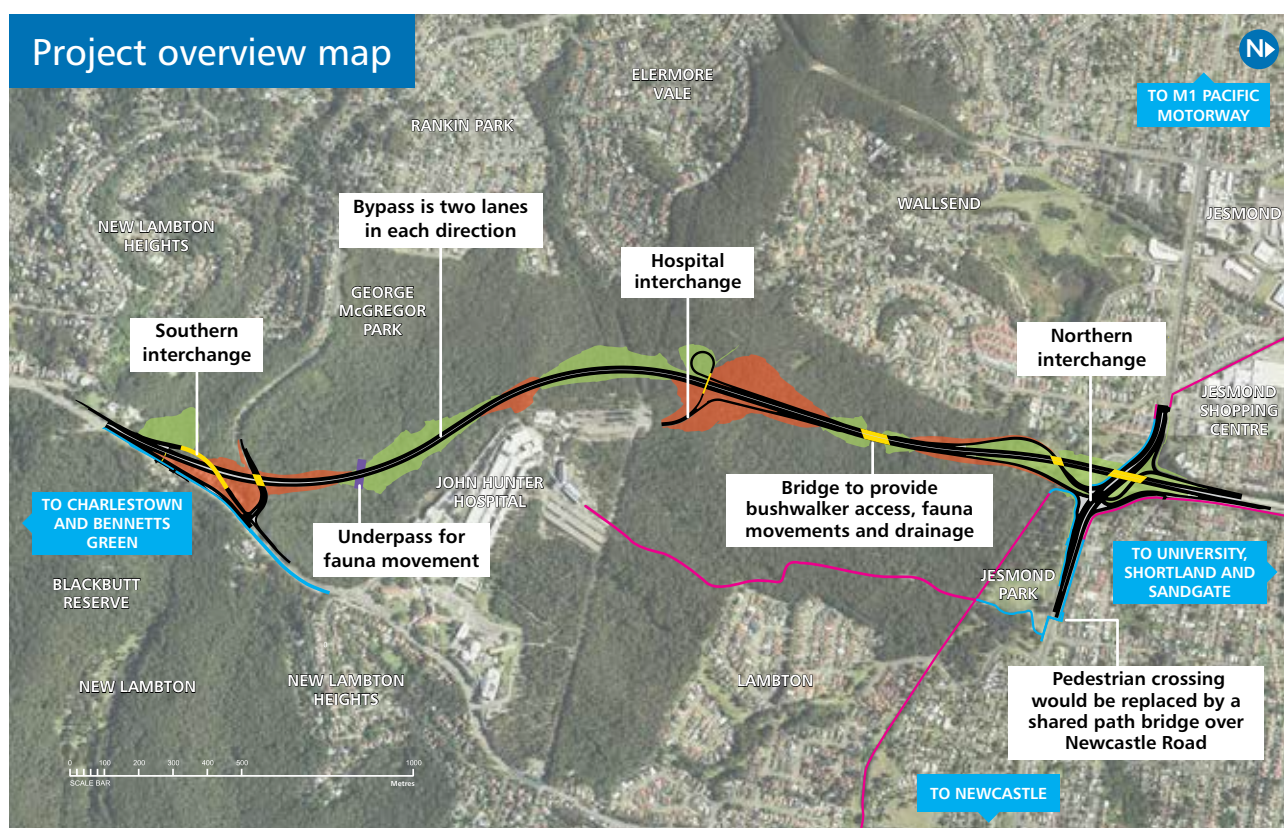 Project overview map
N
TO M1 PACIFIC
MOTORWAY
ELERMORE
VALE
RANKIN PARK
WALLSEND
JESMOND
NEW LAMBTON
HEIGHTS
Bypass is two lanes
in each direction
Hospital
interchange
GEORGE
McGREGOR
PARK
Southern
interchange
Northern
interchange
JESMOND
SHOPPING
CENTRE
JOHN HUNTER
HOSPITAL
TO CHARLESTOWN
AND BENNETTS
GREEN
Underpass for
fauna movement
Bridge to provide
bushwalker access, fauna
movements and drainage
TO UNIVERSITY,
SHORTLAND AND
SANDGATE
BLACKBUTT
RESERVE
JESMOND
PARK
NEW LAMBTON
NEW LAMBTON
HEIGHTS
LAMBTON
Pedestrian crossing
would be replaced by a
shared path bridge over
Newcastle Road
0 100 200 300 400 500 1000
SCALE BAR Metres
TO NEWCASTLE